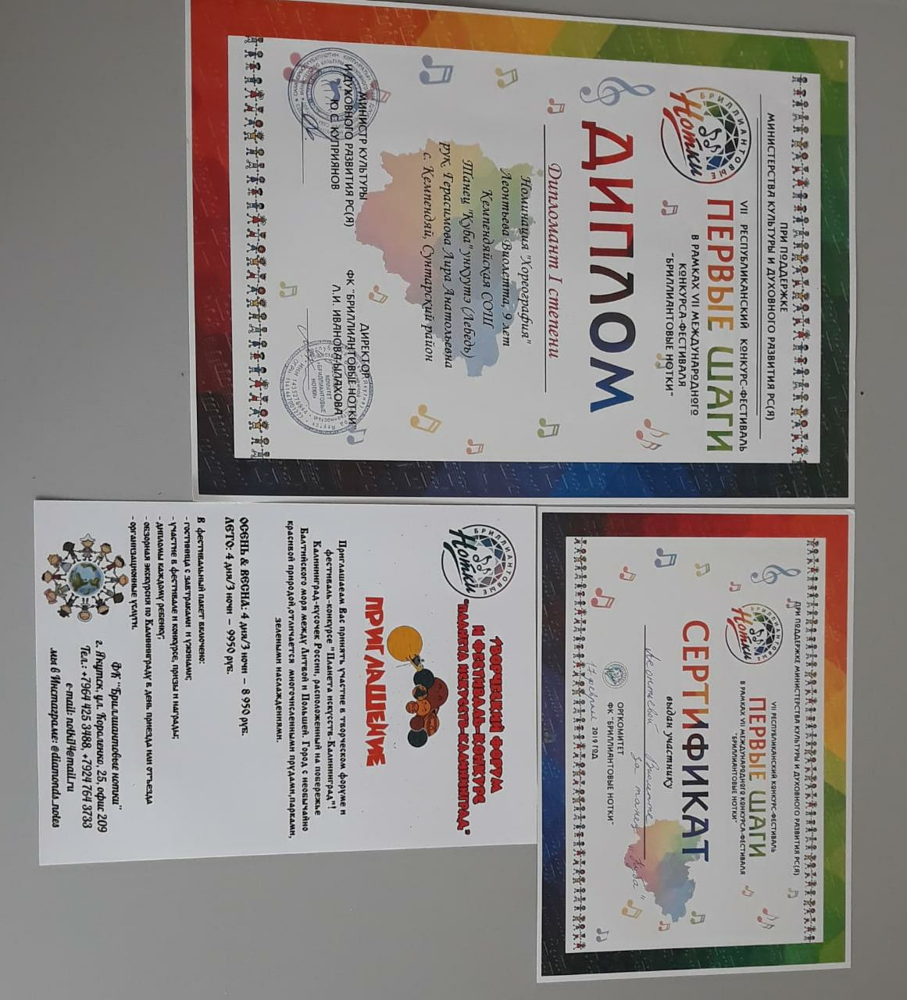 ПРИ ПОДДЕРЖКЕ
МИНИСТЕРСТВА КУЛЬТУРЫ И ДУХОВНОГО РАЗВИТИЯ РС(Я)
БРИЛЛИАНТОВЫЕ
Нотки
VII РЕСПУБЛИКАНСКИЙ КОНКУРС-ФЕСТИВАЛЬ
ПЕРВЫЕ ШАГИ
В РАМКАХ VII МЕЖДУНАРОДНОГО
КОНКУРСА-ФЕСТИВАЛЯ
"БРИЛЛИАНТОВЫЕ НОТКИ"
ДИПЛОМ
Дипломант I степени
Номинация "Хореография"
Леонтьева Виолетта, 9 лет
Кемпендяйская СОШ
Танец "Куба" ункуутэ (Лебедь)
рук. Герасимова Лира Анатольевна
с. Кемпендяй, Сунтарский район
МИНИСТР КУЛЬТУРЫ
И ДУХОВНОГО РАЗВИТИЯ РС(Я)
Ю.С. КУПРИЯНОВ
ДИРЕКТОР
ФК "БРИЛЛИАНТОВЫЕ НОТКИ"
Л.И. ИВАНОВА-ЫЛАХОВА
ПРИ ПОДДЕРЖКЕ МИНИСТЕРСТВА КУЛЬТУРЫ И ДУХОВНОГО РАЗВИТИЯ РС(Я)
БРИЛЛИАНТОВЫЕ
Нотки
VII РЕСПУБЛИКАНСКИЙ КОНКУРС-ФЕСТИВАЛЬ
ПЕРВЫЕ ШАГИ
В РАМКАХ VII МЕЖДУНАРОДНОГО КОНКУРСА-ФЕСТИВАЛЯ
"БРИЛЛИАНТОВЫЕ НОТКИ"
СЕРТИФИКАТ
выдан участнику
Леонтьевой Виолетте
за танец "Куба"
ОРГКОМИТЕТ
ФК "БРИЛЛИАНТОВЫЕ НОТКИ"
17 февраля 2019 ГОД
БРИЛЛИАНТОВЫЕ
Нотки
ТВОРЧЕСКИЙ ФОРУМ
И ФЕСТИВАЛЬ-КОНКУРС
"ПЛАНЕТА ИСКУССТВ-КАЛИНИНГРАД"
ПРИГЛАШЕНИЕ
Приглашаем Вас принять участие в творческом форуме и
фестиваль-конкурсе "Планета искусств-Калининград"!
Калининград-кусочек России, расположенный на побережье
Балтийского моря между Литвой и Польшей. Город с необычайно
красивой природой,отличается многочисленными прудами,парками,
зелеными насаждениями.
ОСЕНЬ & ВЕСНА: 4 дня/3 ночи – 8 950 руб.
ЛЕТО: 4 дня/3 ночи – 9950 руб.
В фестивальный пакет включено:
- гостиница с завтраками и ужинами;
- участие в фестивале и конкурсе, призы и награды;
- дипломы каждому ребенку;
- обзорная экскурсия по Калининграду в день приезда или отъезда
- организационные услуги.
ФК "Бриллиантовые нотки"
г. Якутск, ул. Короленко, 25, офис 209
Тел.: +7964 425 3488, +7924 764 3733
e-mail: notki14@mail.ru
мы в Инстаграме: @diamonds_notes